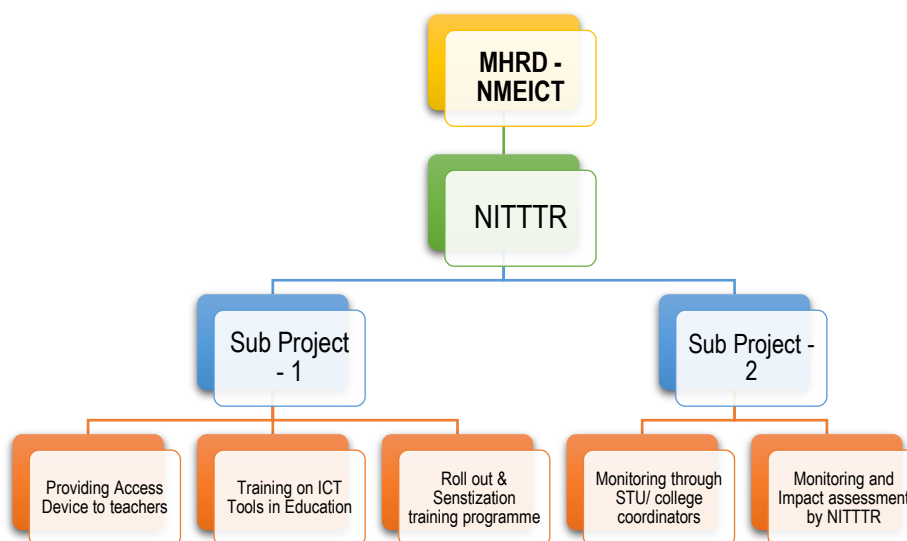 MHRD -
NMEICT
NITTTR
Sub Project
- 1
Sub Project -
2
Providing Access
Device to teachers
Training on ICT
Tools in Education
Roll out &
Senstization
training programme
Monitoring through
STU/ college
coordinators
Monitoring and
Impact assessment
by NITTTR